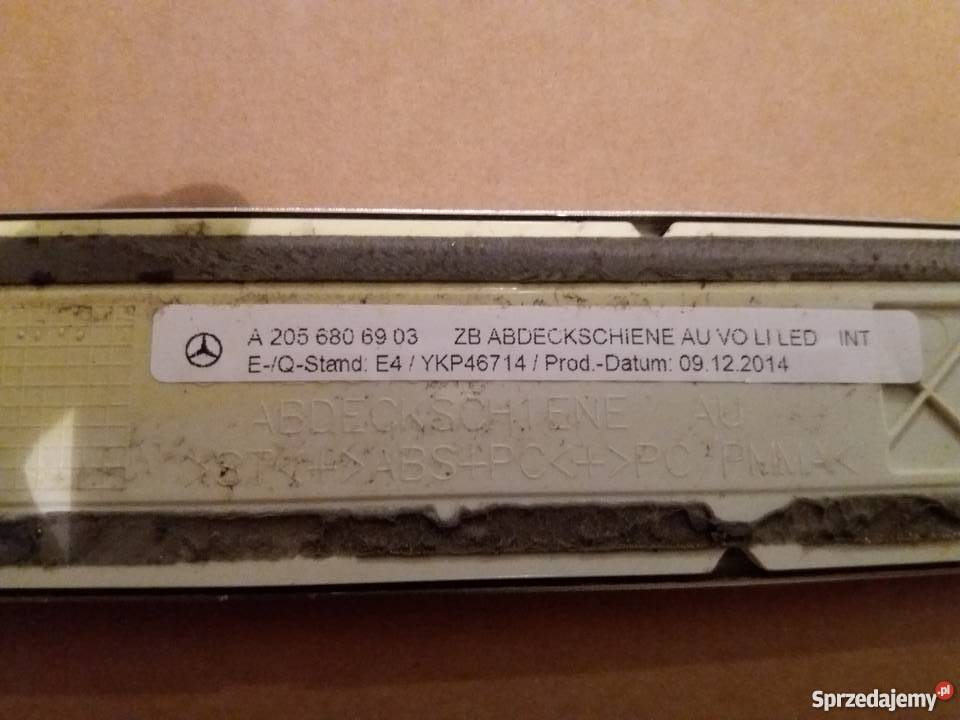 A 205 680 69 03 ZB ABDECKSCHIENE AU VO LI LED INT
E-/Q-Stand: E4 / YKP46714 / Prod.-Datum: 09.12.2014
ABDECKSCHIENE AU
>ST< + >ABS+PC<+>PC PMMA<
Sprzedajemy.pl